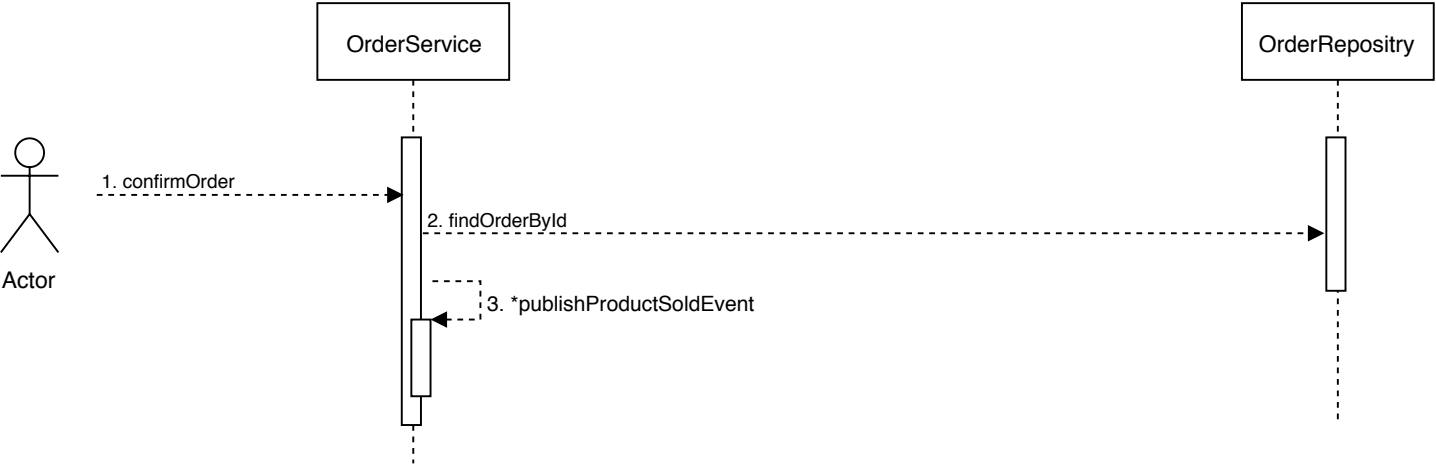 OrderService
OrderRepositry
1. confirmOrder
2. findOrderById
Actor
3. *publishProductSoldEvent